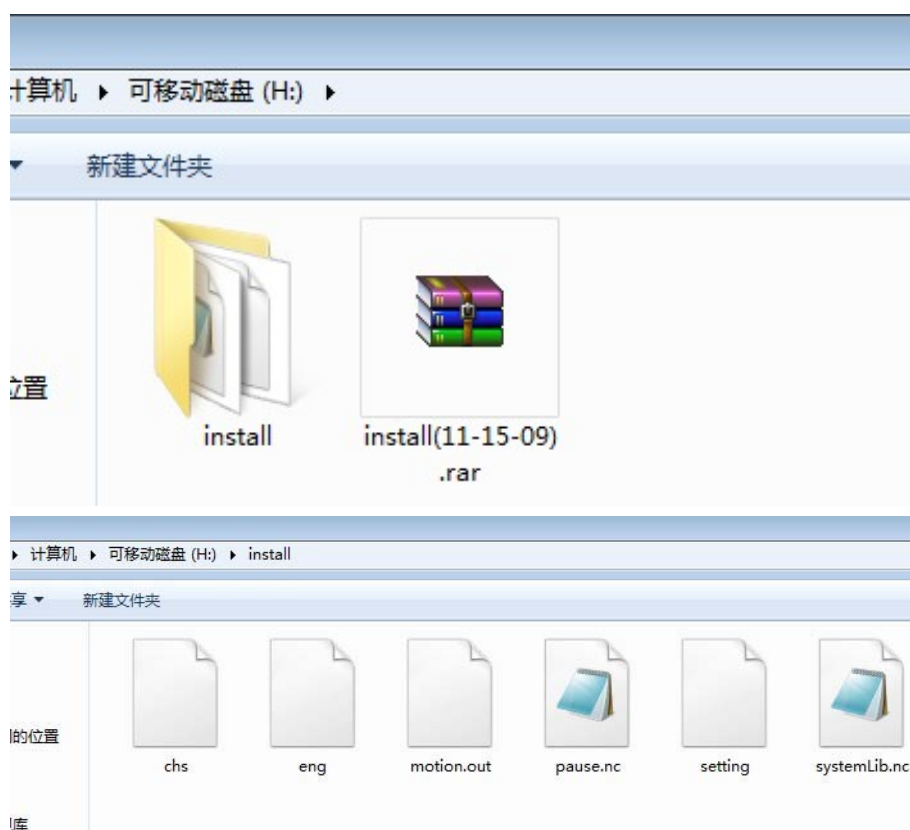 计算机 ▸ 可移动磁盘 (H:) ▸
新建文件夹
位置
install
install(11-15-09)
.rar
计算机 ▸ 可移动磁盘 (H:) ▸ install
享 新建文件夹
的位置
chs
eng
motion.out
pause.nc
setting
systemLib.nc
库